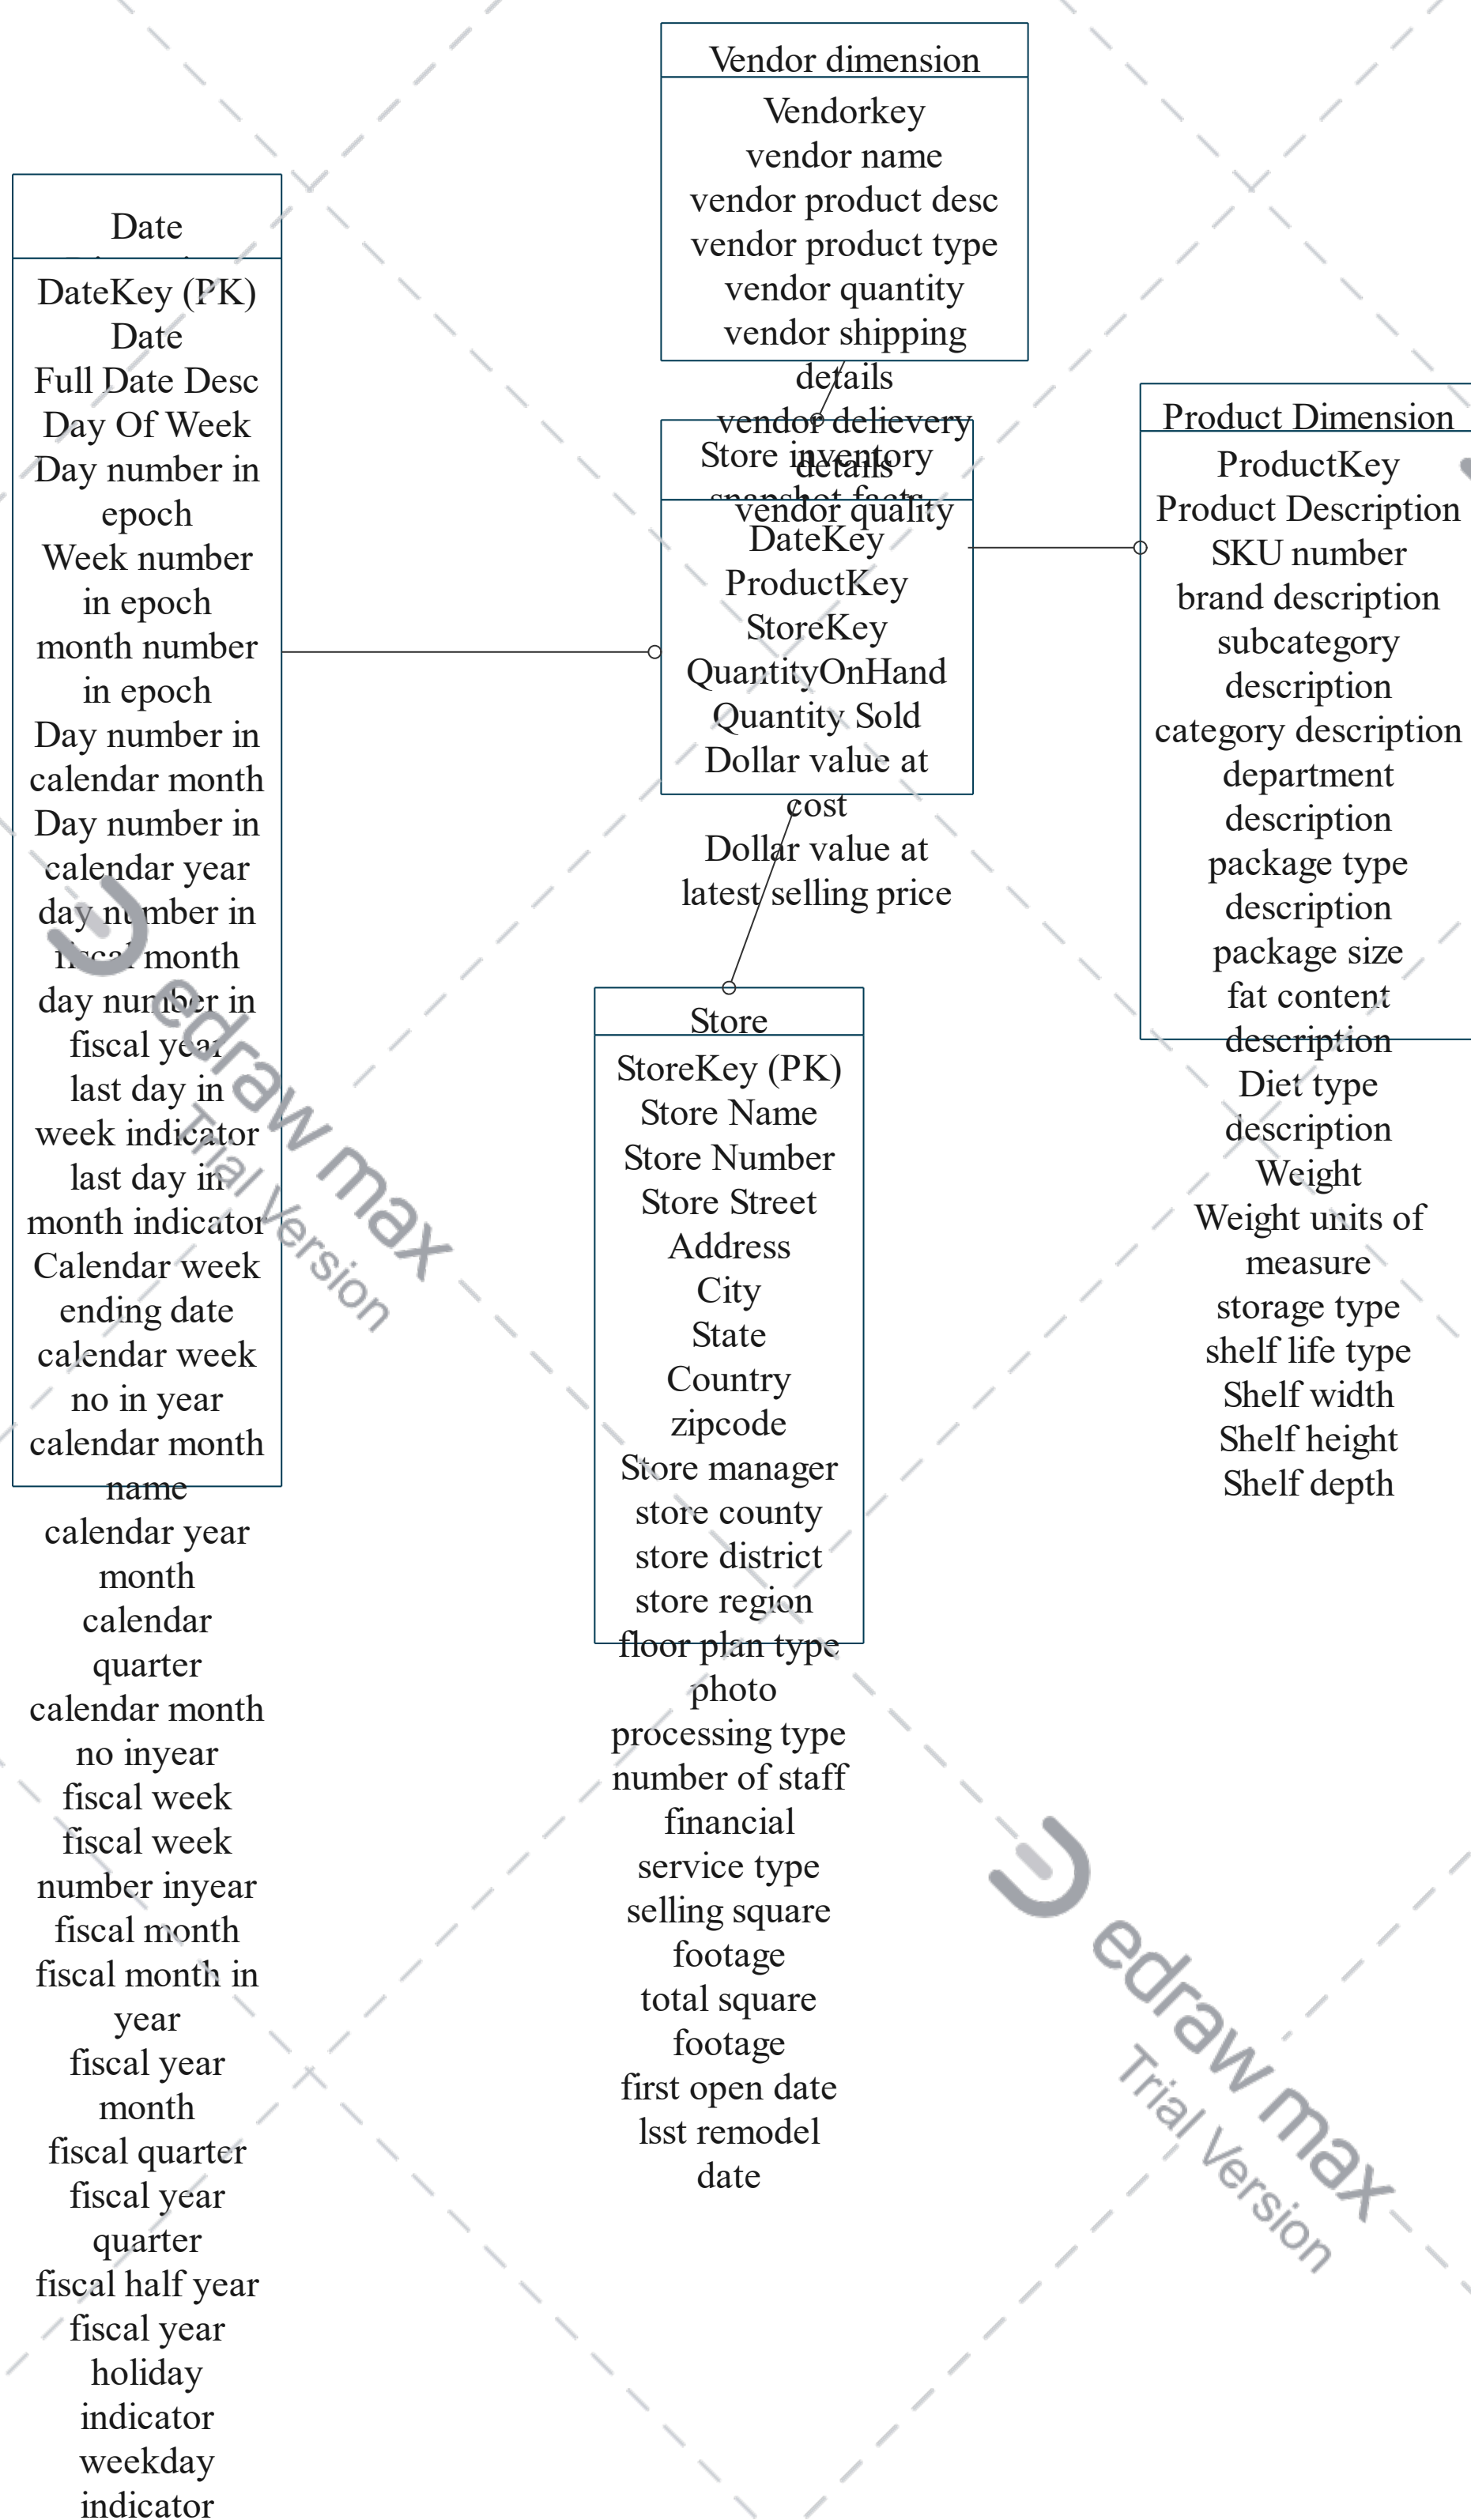 Vendor dimension
Vendorkey
vendor name
vendor product desc
vendor product type
vendor quantity
vendor shipping
details
vendor delievery
details
vendor quality
Date
DateKey (PK)
Date
Full Date Desc
Day Of Week
Day number in
epoch
Week number
in epoch
month number
in epoch
Day number in
calendar month
Day number in
calendar year
day number in
fiscal month
day number in
fiscal year
last day in
week indicator
last day in
month indicator
Calendar week
ending date
calendar week
no in year
calendar month
name
calendar year
month
calendar
quarter
calendar month
no inyear
fiscal week
fiscal week
number inyear
fiscal month
fiscal month in
year
fiscal year
month
fiscal quarter
fiscal year
quarter
fiscal half year
fiscal year
holiday
indicator
weekday
indicator
Store inventory
snapshot facts
DateKey
ProductKey
StoreKey
QuantityOnHand
Quantity Sold
Dollar value at
cost
Dollar value at
latest selling price
Product Dimension
ProductKey
Product Description
SKU number
brand description
subcategory
description
category description
department
description
package type
description
package size
fat content
description
Diet type
description
Weight
Weight units of
measure
storage type
shelf life type
Shelf width
Shelf height
Shelf depth
Store
StoreKey (PK)
Store Name
Store Number
Store Street
Address
City
State
Country
zipcode
Store manager
store county
store district
store region
floor plan type
photo
processing type
number of staff
financial
service type
selling square
footage
total square
footage
first open date
lsst remodel
date
edraw max
Trial Version
edraw max
Trial Version